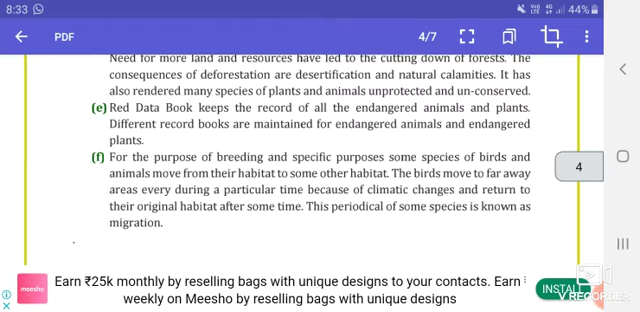 8:33 44%
PDF 4/7
Need for more land and resources have led to the cutting down of forests. The
consequences of deforestation are desertification and natural calamities. It has
also rendered many species of plants and animals unprotected and un-conserved.
(e) Red Data Book keeps the record of all the endangered animals and plants.
Different record books are maintained for endangered animals and endangered
plants.
(f) For the purpose of breeding and specific purposes some species of birds and
animals move from their habitat to some other habitat. The birds move to far away
areas every during a particular time because of climatic changes and return to
their original habitat after some time. This periodical of some species is known as
migration.
4
meesho
Earn ₹25k monthly by reselling bags with unique designs to your contacts. Earn
weekly on Meesho by reselling bags with unique designs
INSTALL
V RECORDER